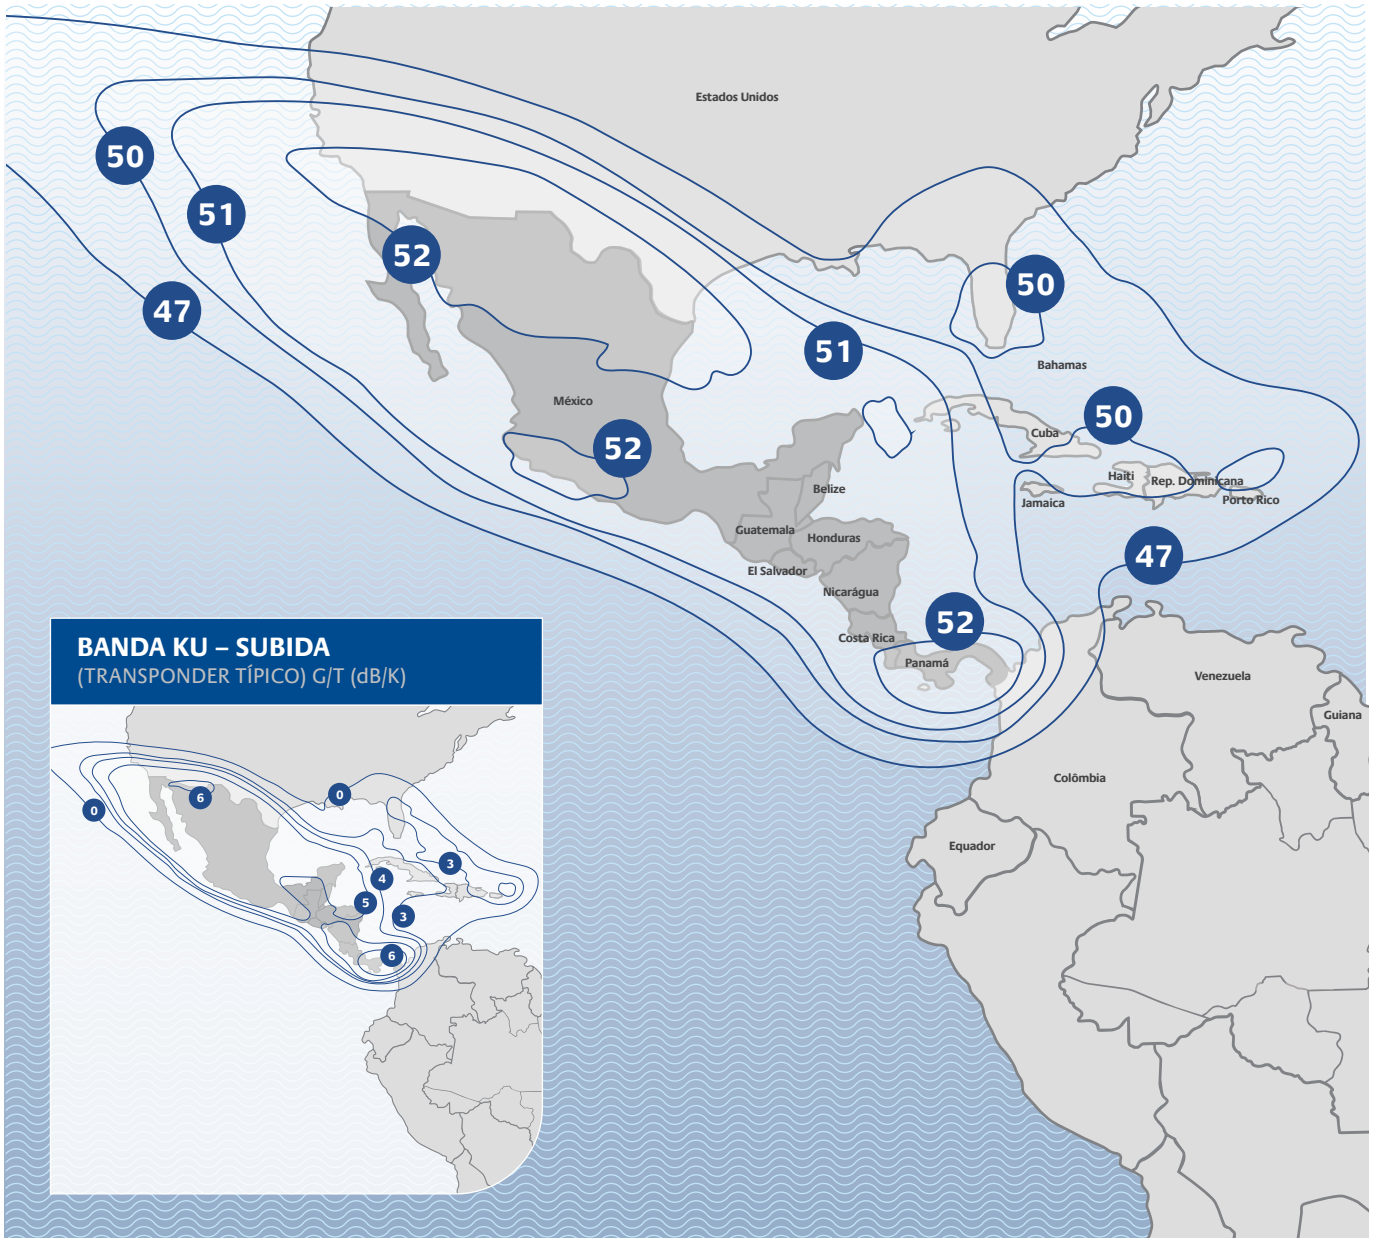 Estados Unidos
50
51
52
47
50
51
Bahamas
México
50
Cuba
52
Haiti
Rep. Dominicana
Belize
Jamaica
Porto Rico
Guatemala
Honduras
47
El Salvador
Nicarágua
52
Costa Rica
Panamá
Venezuela
Guiana
Colômbia
Equador
BANDA KU – SUBIDA
(TRANSPONDER TÍPICO) G/T (dB/K)
0
6
0
3
4
5
3
6